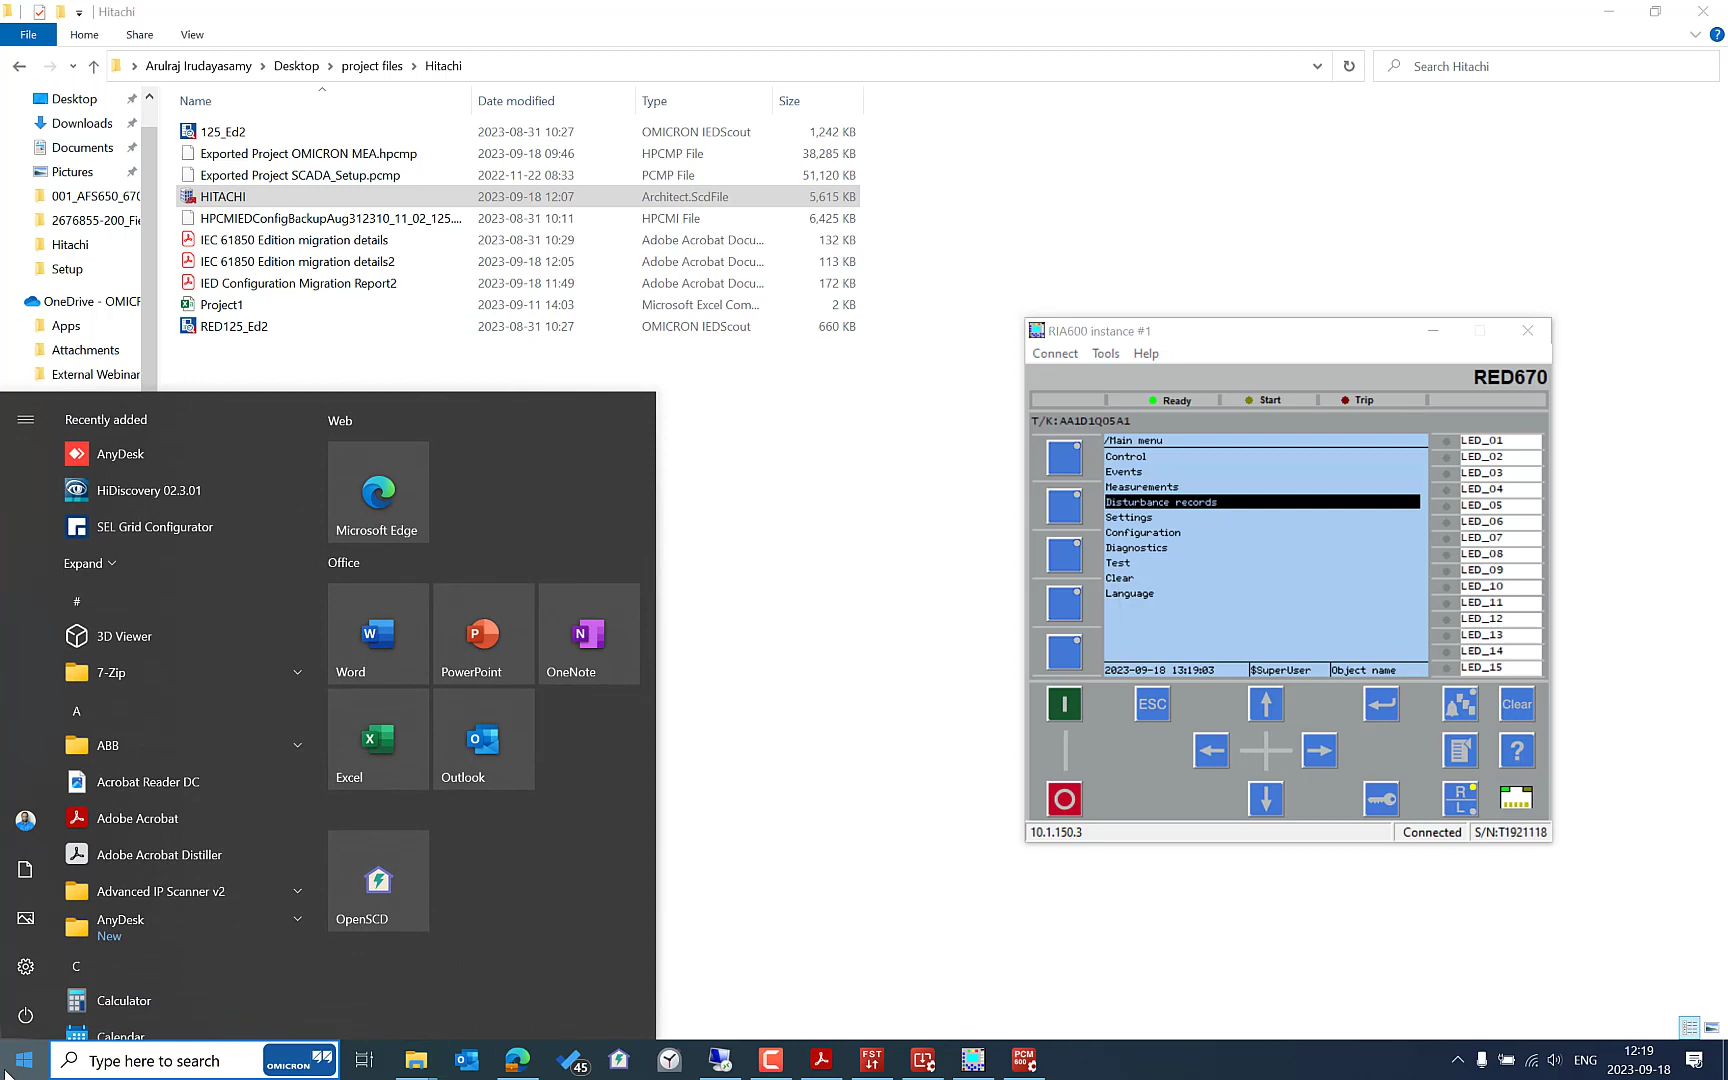 Hitachi
File Home Share View
Arulraj Irudayasamy > Desktop > project files > Hitachi
Search Hitachi
Name Date modified Type Size
125_Ed2 2023-08-31 10:27 OMICRON IEDScout 1,242 KB
Exported Project OMICRON MEA.hpcmp 2023-09-18 09:46 HPCMP File 38,285 KB
Exported Project SCADA_Setup.pcmp 2022-11-22 08:33 PCMP File 51,120 KB
HITACHI 2023-09-18 12:07 Architect.ScdFile 5,615 KB
HPCMIEDConfigBackupAug312310_11_02_125.... 2023-08-31 10:11 HPCMI File 6,425 KB
IEC 61850 Edition migration details 2023-08-31 10:29 Adobe Acrobat Docu... 132 KB
IEC 61850 Edition migration details2 2023-09-18 12:05 Adobe Acrobat Docu... 113 KB
IED Configuration Migration Report2 2023-09-18 11:49 Adobe Acrobat Docu... 172 KB
Project1 2023-09-11 14:03 Microsoft Excel Com... 2 KB
RED125_Ed2 2023-08-31 10:27 OMICRON IEDScout 660 KB
Desktop
Downloads
Documents
Pictures
001_AFS650_670
2676855-200_Fie
Hitachi
Setup
OneDrive - OMICR
Apps
Attachments
External Webinar
Recently added
AnyDesk
HiDiscovery 02.3.01
SEL Grid Configurator
Expand
#
3D Viewer
7-Zip
A
ABB
Acrobat Reader DC
Adobe Acrobat
Adobe Acrobat Distiller
Advanced IP Scanner v2
AnyDesk
New
C
Calculator
Calendar
Web
Microsoft Edge
Office
Word
PowerPoint
OneNote
Excel
Outlook
OpenSCD
RIA600 instance #1
Connect Tools Help
RED670
Ready Start Trip
T/K:AA1D1Q05A1
/Main menu
Control
Events
Measurements
Disturbance records
Settings
Configuration
Diagnostics
Test
Clear
Language
2023-09-18 13:19:03 $SuperUser Object name
LED_01
LED_02
LED_03
LED_04
LED_05
LED_06
LED_07
LED_08
LED_09
LED_10
LED_11
LED_12
LED_13
LED_14
LED_15
I ESC Clear
?
R
L
10.1.150.3 Connected S/N:T1921118
Type here to search
OMICRON
45
FST
PCM
600
ENG
12:19
2023-09-18